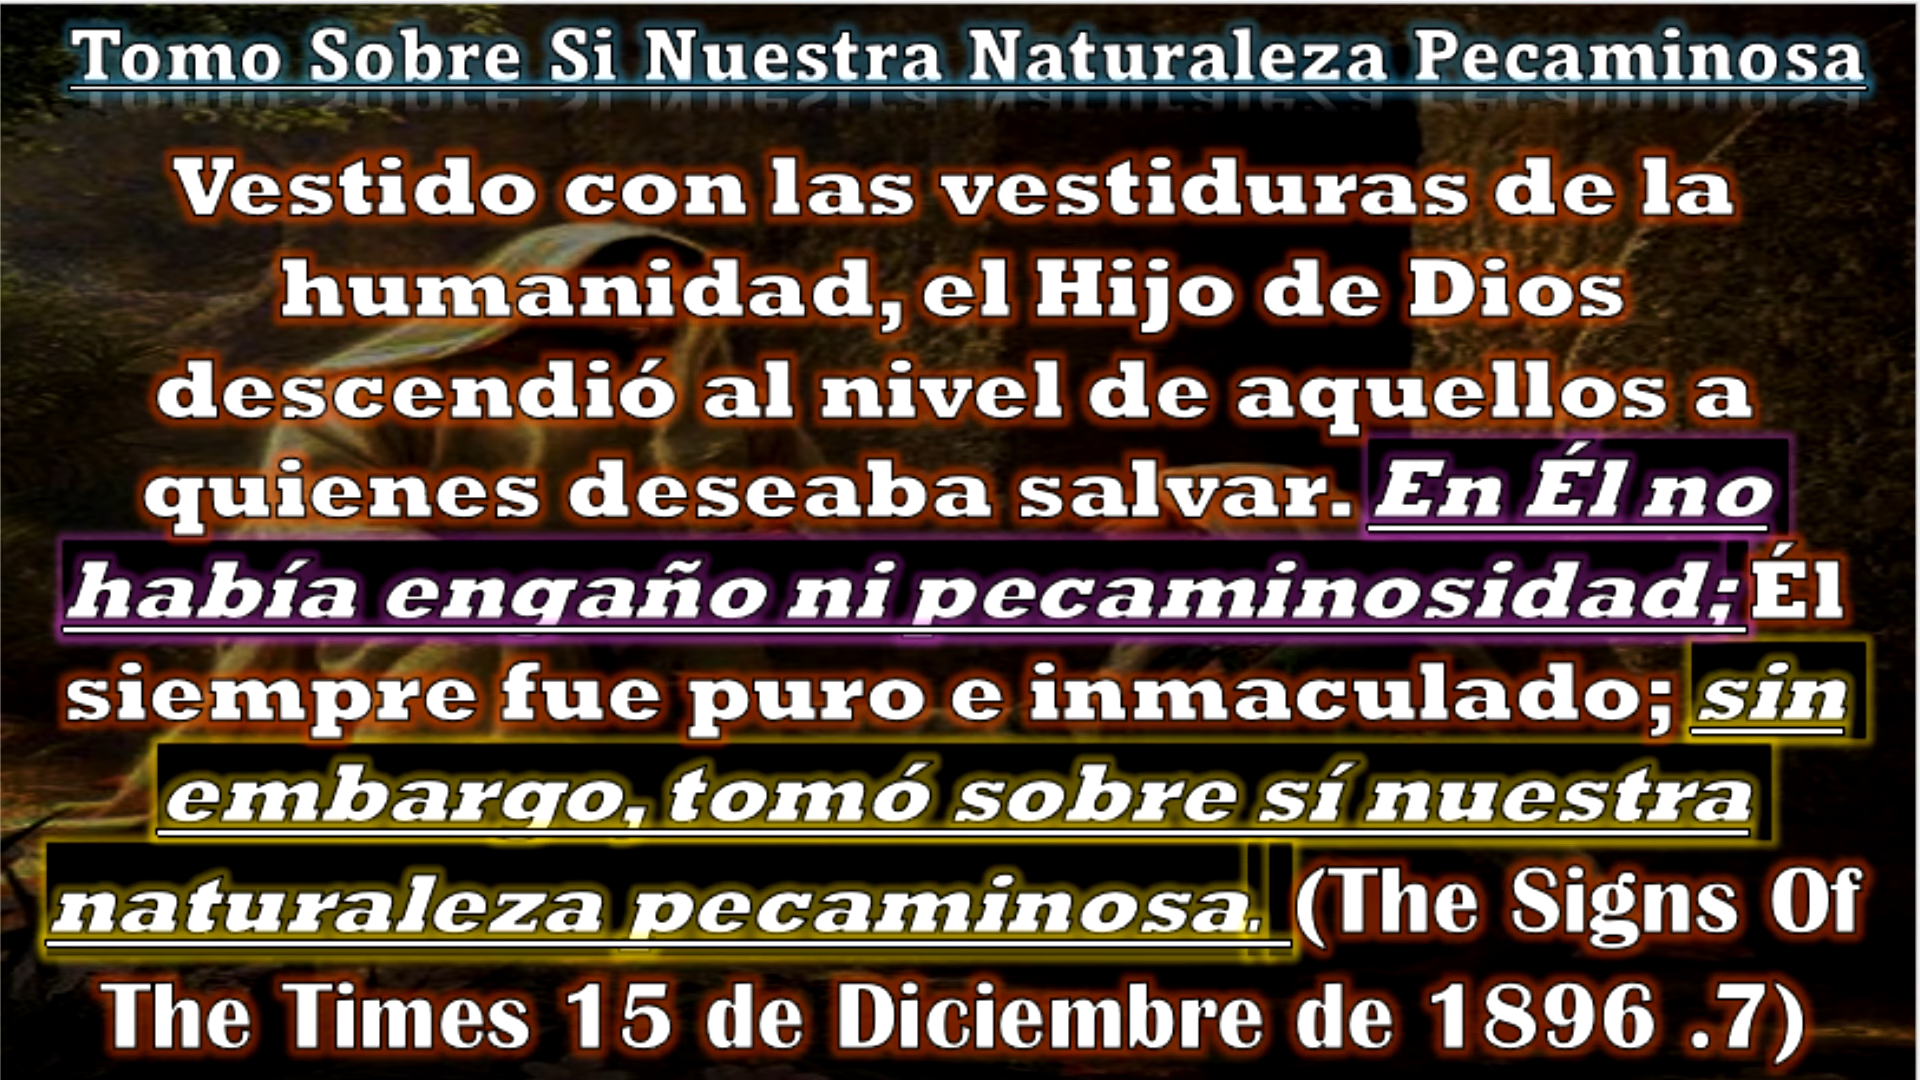 Tomo Sobre Si Nuestra Naturaleza Pecaminosa
Vestido con las vestiduras de la
humanidad, el Hijo de Dios
descendió al nivel de aquellos a
quienes deseaba salvar. En Él no
había engaño ni pecaminosidad; Él
siempre fue puro e inmaculado; sin
embargo, tomó sobre sí nuestra
naturaleza pecaminosa. (The Signs Of
The Times 15 de Diciembre de 1896 .7)